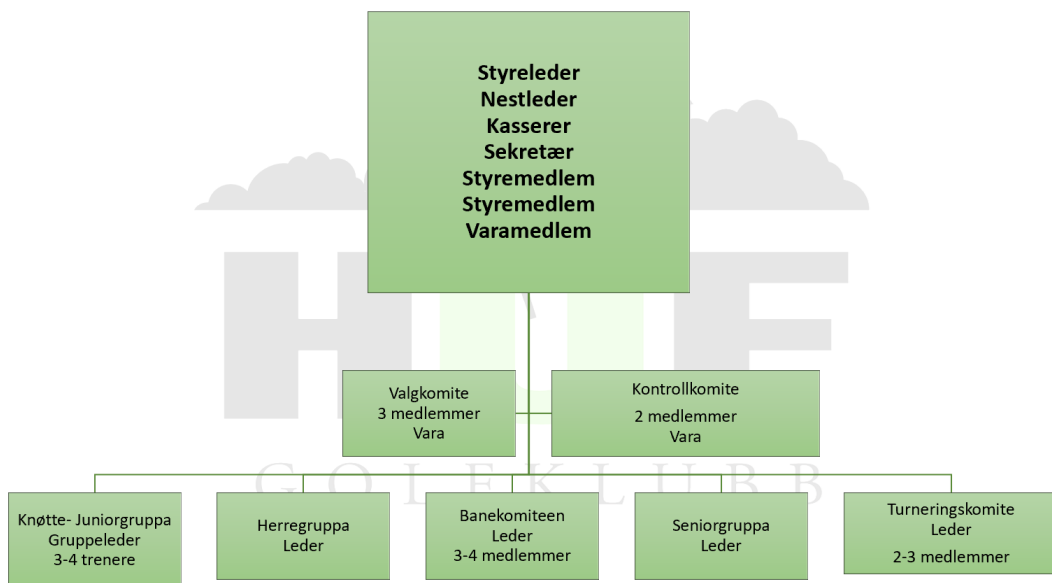 Styreleder
Nestleder
Kasserer
Sekretær
Styremedlem
Styremedlem
Varamedlem
Valgkomite
3 medlemmer
Vara
Kontrollkomite
2 medlemmer
Vara
GOLFKLUBB
Knøtte- Juniorgruppa
Gruppeleder
3-4 trenere
Herregruppa
Leder
Banekomiteen
Leder
3-4 medlemmer
Seniorgruppa
Leder
Turneringskomite
Leder
2-3 medlemmer